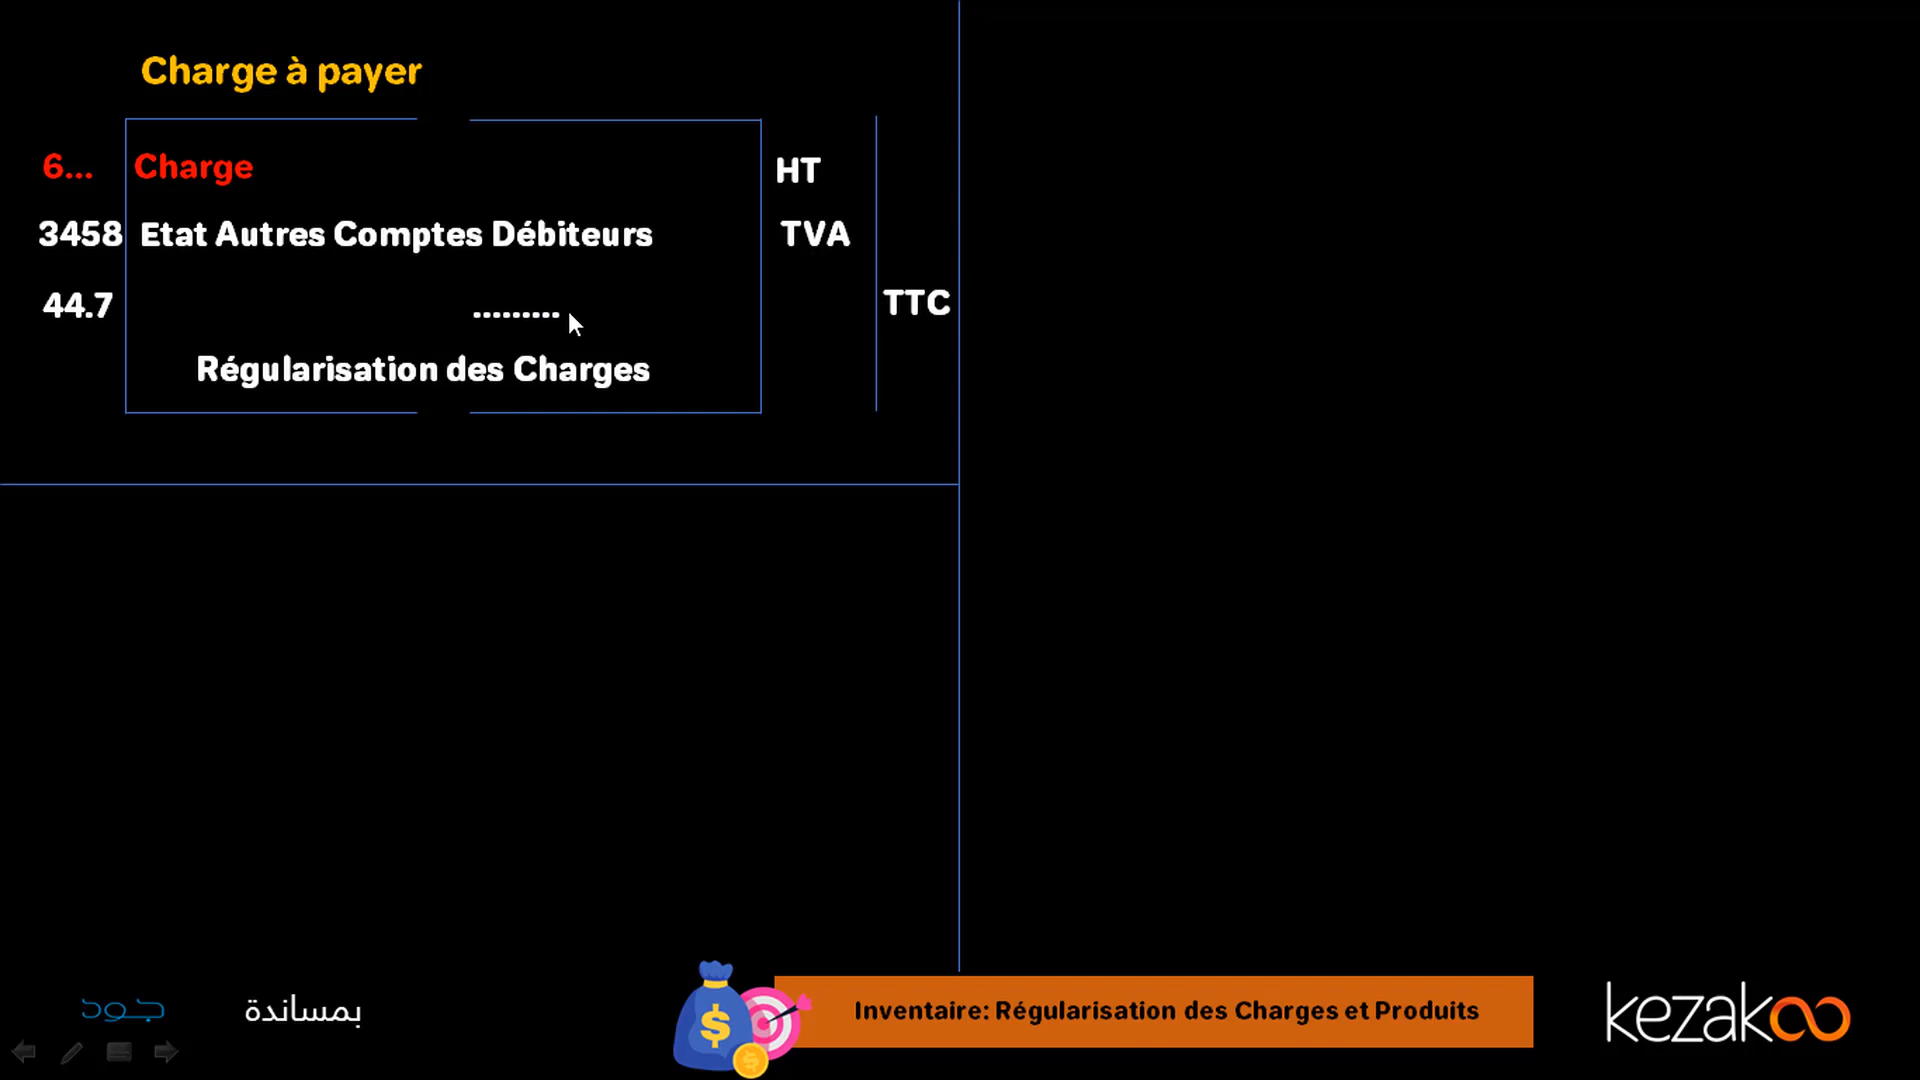 Charge à payer
6... Charge HT
3458 Etat Autres Comptes Débiteurs TVA
44.7 ......... TTC
Régularisation des Charges
جود بمساندة
$ Inventaire: Régularisation des Charges et Produits
$
kezakoo